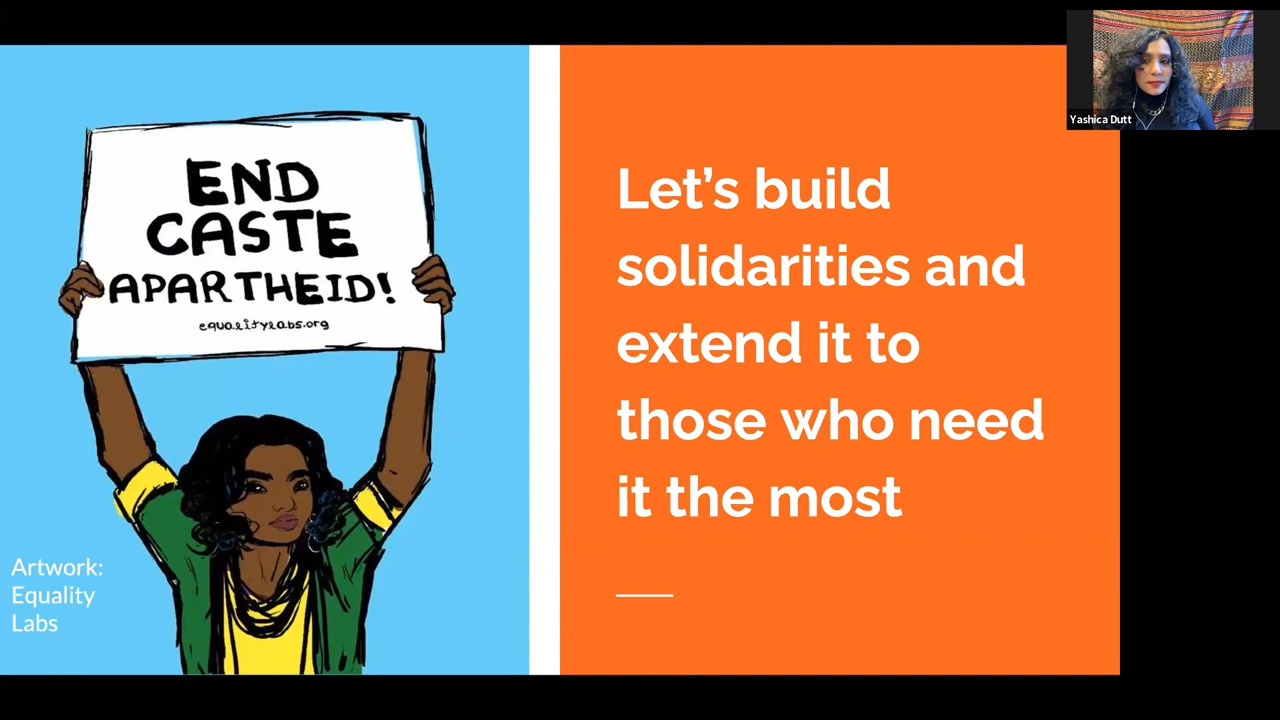 END
CASTE
APARTHEID!
equalitylabs.org
Artwork:
Equality
Labs
Let’s build
solidarities and
extend it to
those who need
it the most
Yashica Dutt